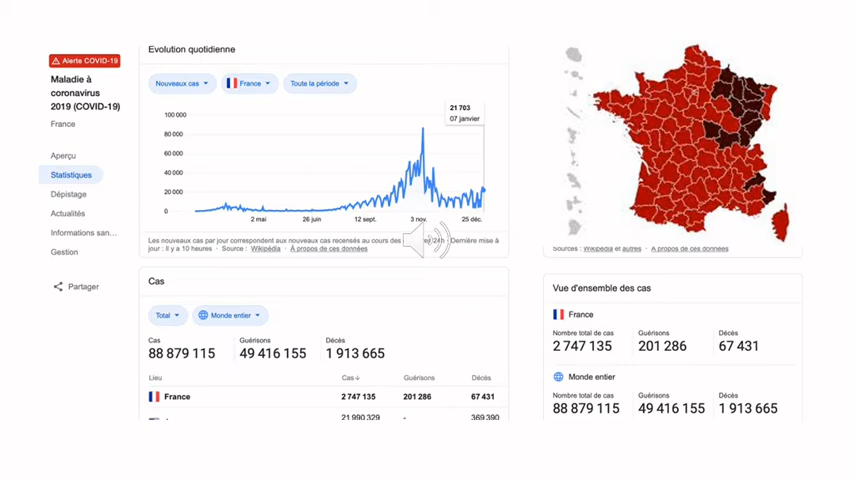 Alerte COVID-19
Maladie à
coronavirus
2019 (COVID-19)
France
Aperçu
Statistiques
Dépistage
Actualités
Informations san...
Gestion
Partager
Evolution quotidienne
Nouveaux cas
France
Toute la période
21 703
07 janvier
100 000
80 000
60 000
40 000
20 000
0
2 mai
26 juin
12 sept.
3 nov.
25 déc.
Les nouveaux cas par jour correspondent aux nouveaux cas recensés au cours des 24h · Dernière mise à
jour : il y a 10 heures · Source : Wikipédia · À propos de ces données
Cas
Total
Monde entier
Cas
Guérisons
Décès
88 879 115
49 416 155
1 913 665
Lieu
Cas↓
Guérisons
Décès
France
2 747 135
201 286
67 431
21 990 329
-
369 390
Sources : Wikipédia et autres · À propos de ces données
Vue d'ensemble des cas
France
Nombre total de cas
Guérisons
Décès
2 747 135
201 286
67 431
Monde entier
Nombre total de cas
Guérisons
Décès
88 879 115
49 416 155
1 913 665